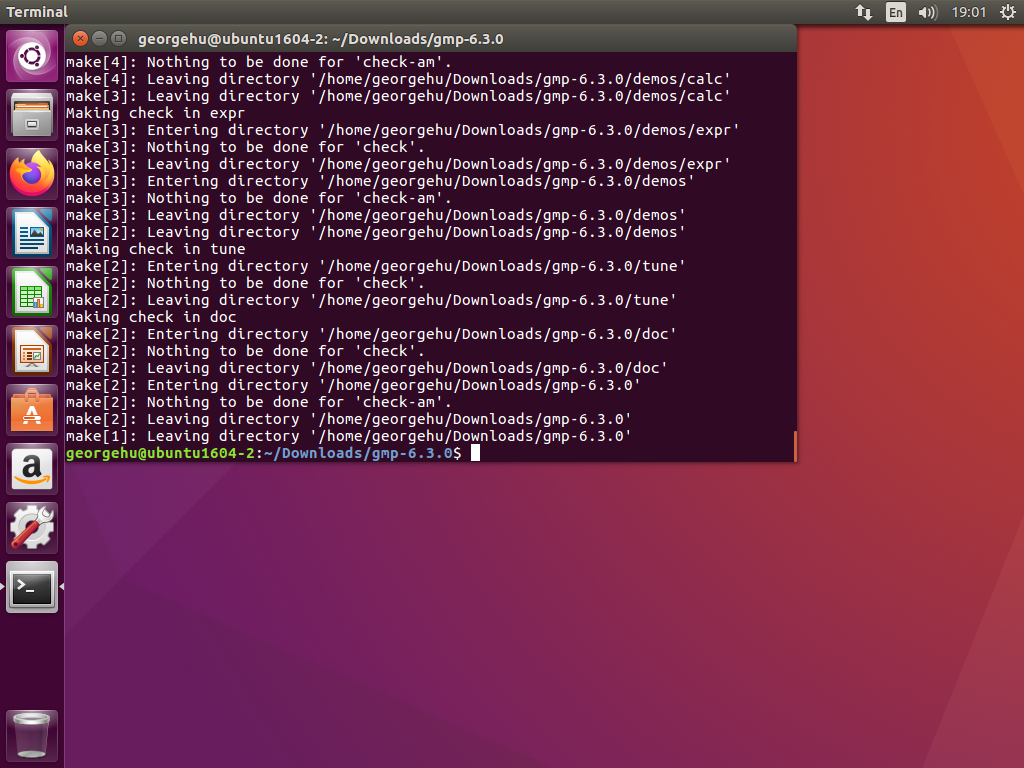 Terminal
En
19:01
georgehu@ubuntu1604-2: ~/Downloads/gmp-6.3.0
make[4]: Nothing to be done for 'check-am'.
make[4]: Leaving directory '/home/georgehu/Downloads/gmp-6.3.0/demos/calc'
make[3]: Leaving directory '/home/georgehu/Downloads/gmp-6.3.0/demos/calc'
Making check in expr
make[3]: Entering directory '/home/georgehu/Downloads/gmp-6.3.0/demos/expr'
make[3]: Nothing to be done for 'check'.
make[3]: Leaving directory '/home/georgehu/Downloads/gmp-6.3.0/demos/expr'
make[3]: Entering directory '/home/georgehu/Downloads/gmp-6.3.0/demos'
make[3]: Nothing to be done for 'check-am'.
make[3]: Leaving directory '/home/georgehu/Downloads/gmp-6.3.0/demos'
make[2]: Leaving directory '/home/georgehu/Downloads/gmp-6.3.0/demos'
Making check in tune
make[2]: Entering directory '/home/georgehu/Downloads/gmp-6.3.0/tune'
make[2]: Nothing to be done for 'check'.
make[2]: Leaving directory '/home/georgehu/Downloads/gmp-6.3.0/tune'
Making check in doc
make[2]: Entering directory '/home/georgehu/Downloads/gmp-6.3.0/doc'
make[2]: Nothing to be done for 'check'.
make[2]: Leaving directory '/home/georgehu/Downloads/gmp-6.3.0/doc'
make[2]: Entering directory '/home/georgehu/Downloads/gmp-6.3.0'
make[2]: Nothing to be done for 'check-am'.
make[2]: Leaving directory '/home/georgehu/Downloads/gmp-6.3.0'
make[1]: Leaving directory '/home/georgehu/Downloads/gmp-6.3.0'
georgehu@ubuntu1604-2:~/Downloads/gmp-6.3.0$